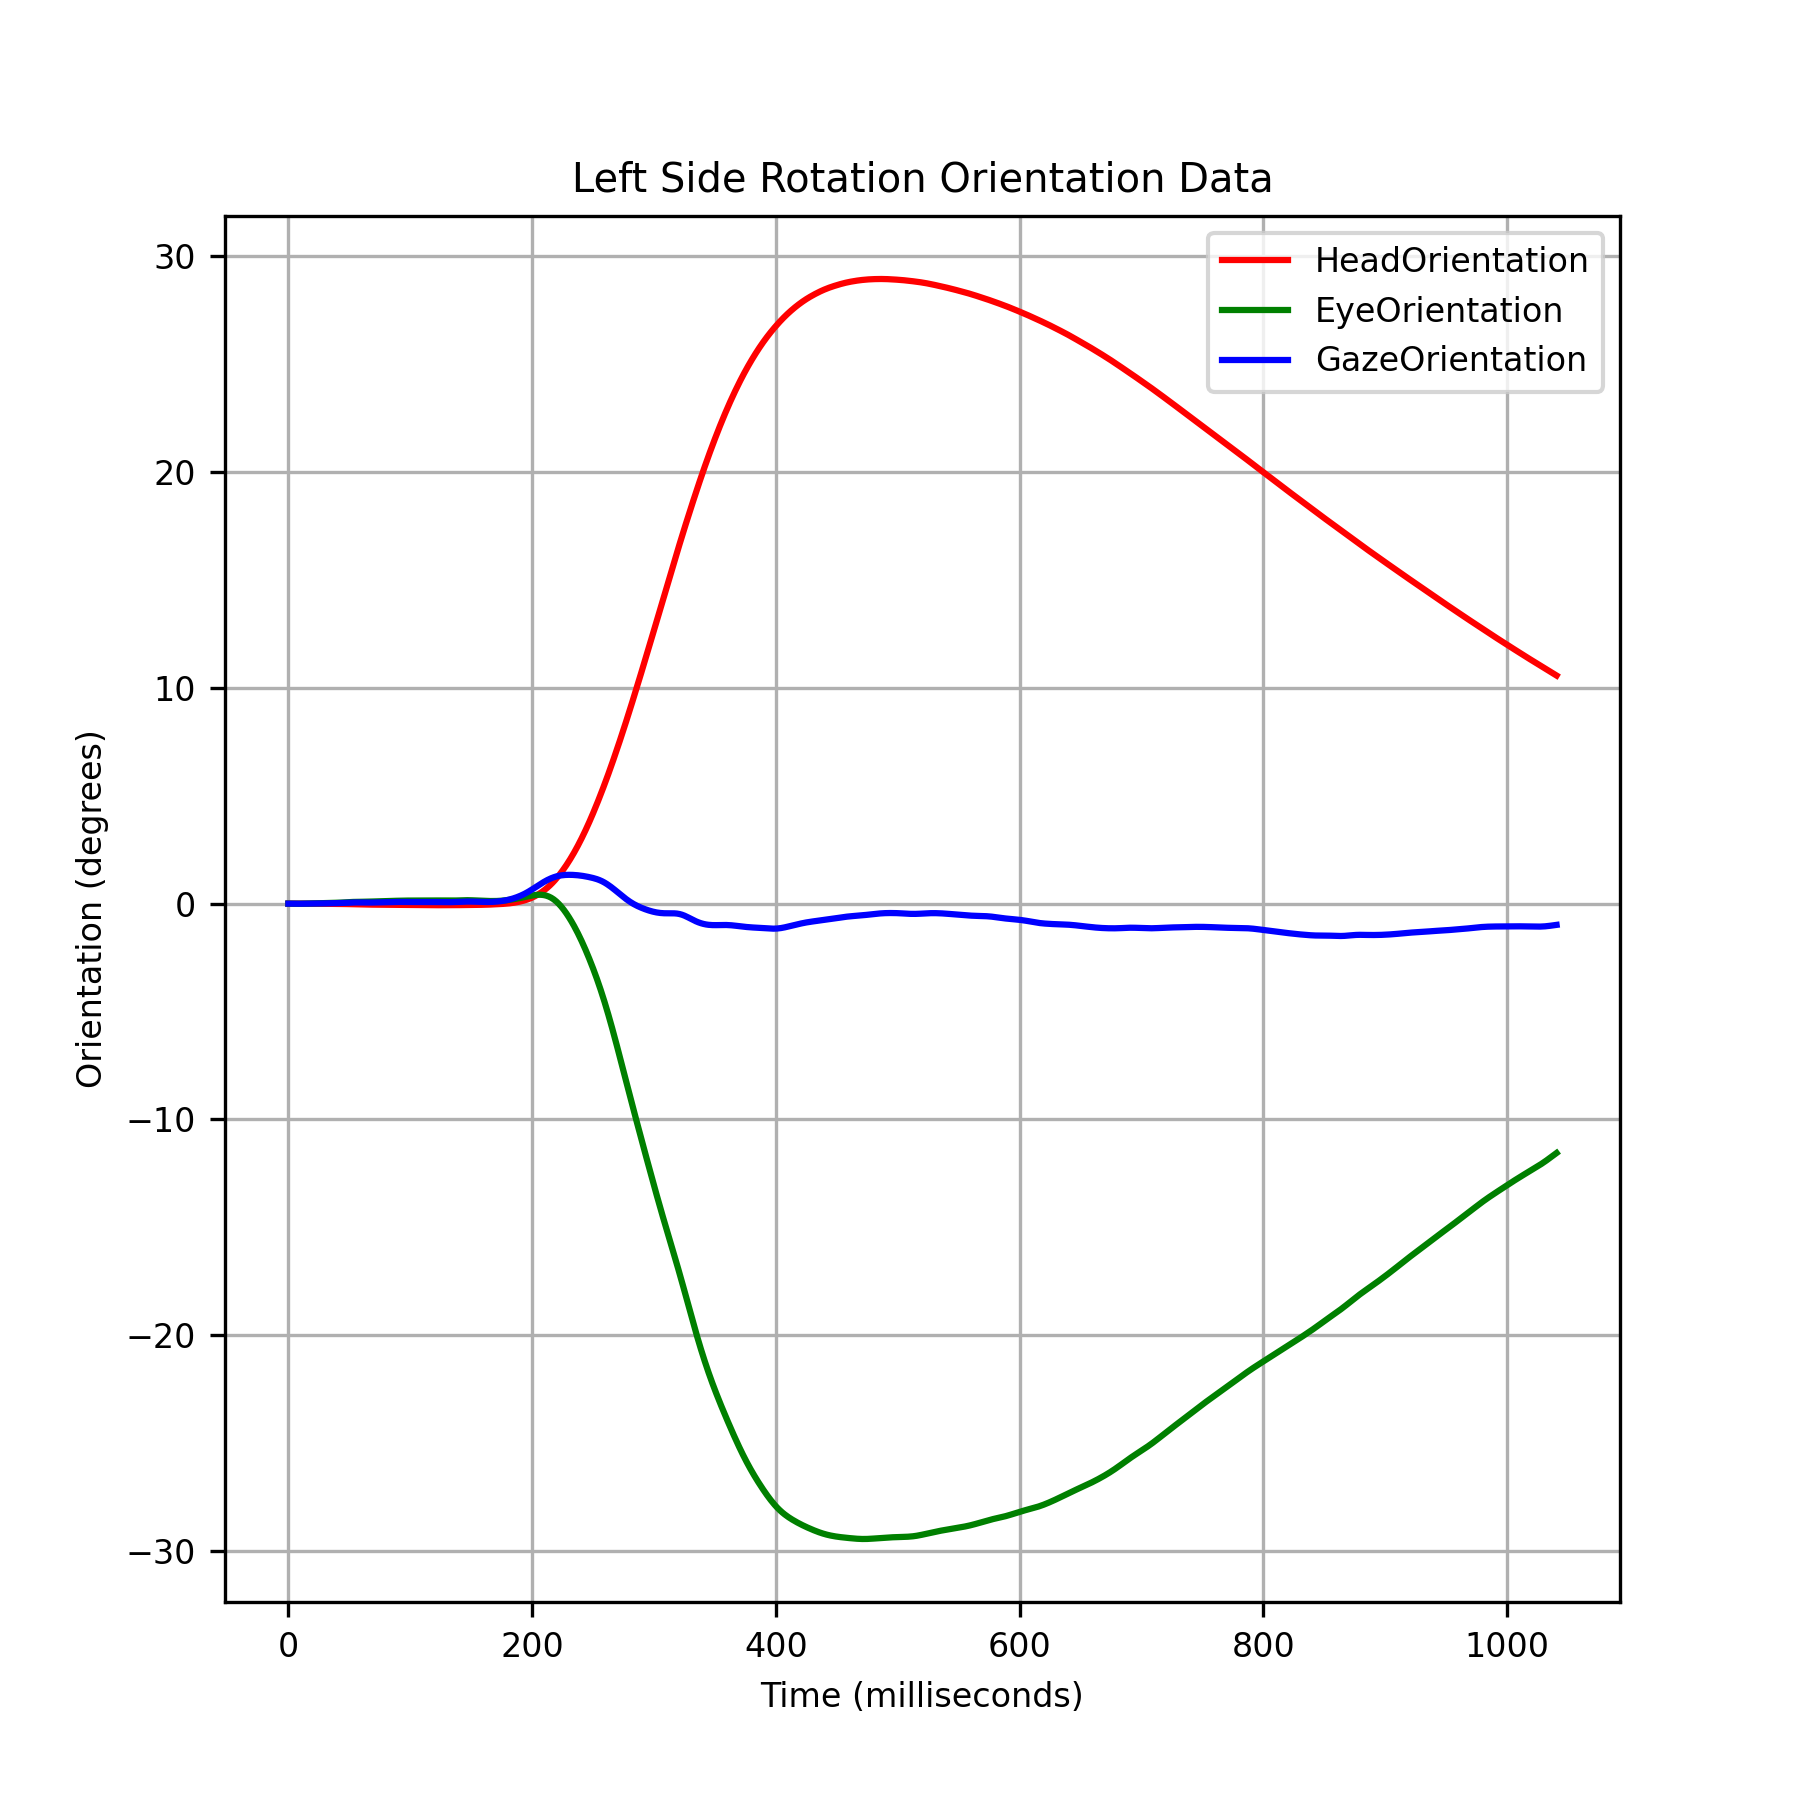 Left Side Rotation Orientation Data
HeadOrientation
EyeOrientation
GazeOrientation
30
20
10
0
−10
−20
−30
Orientation (degrees)
0 200 400 600 800 1000
Time (milliseconds)